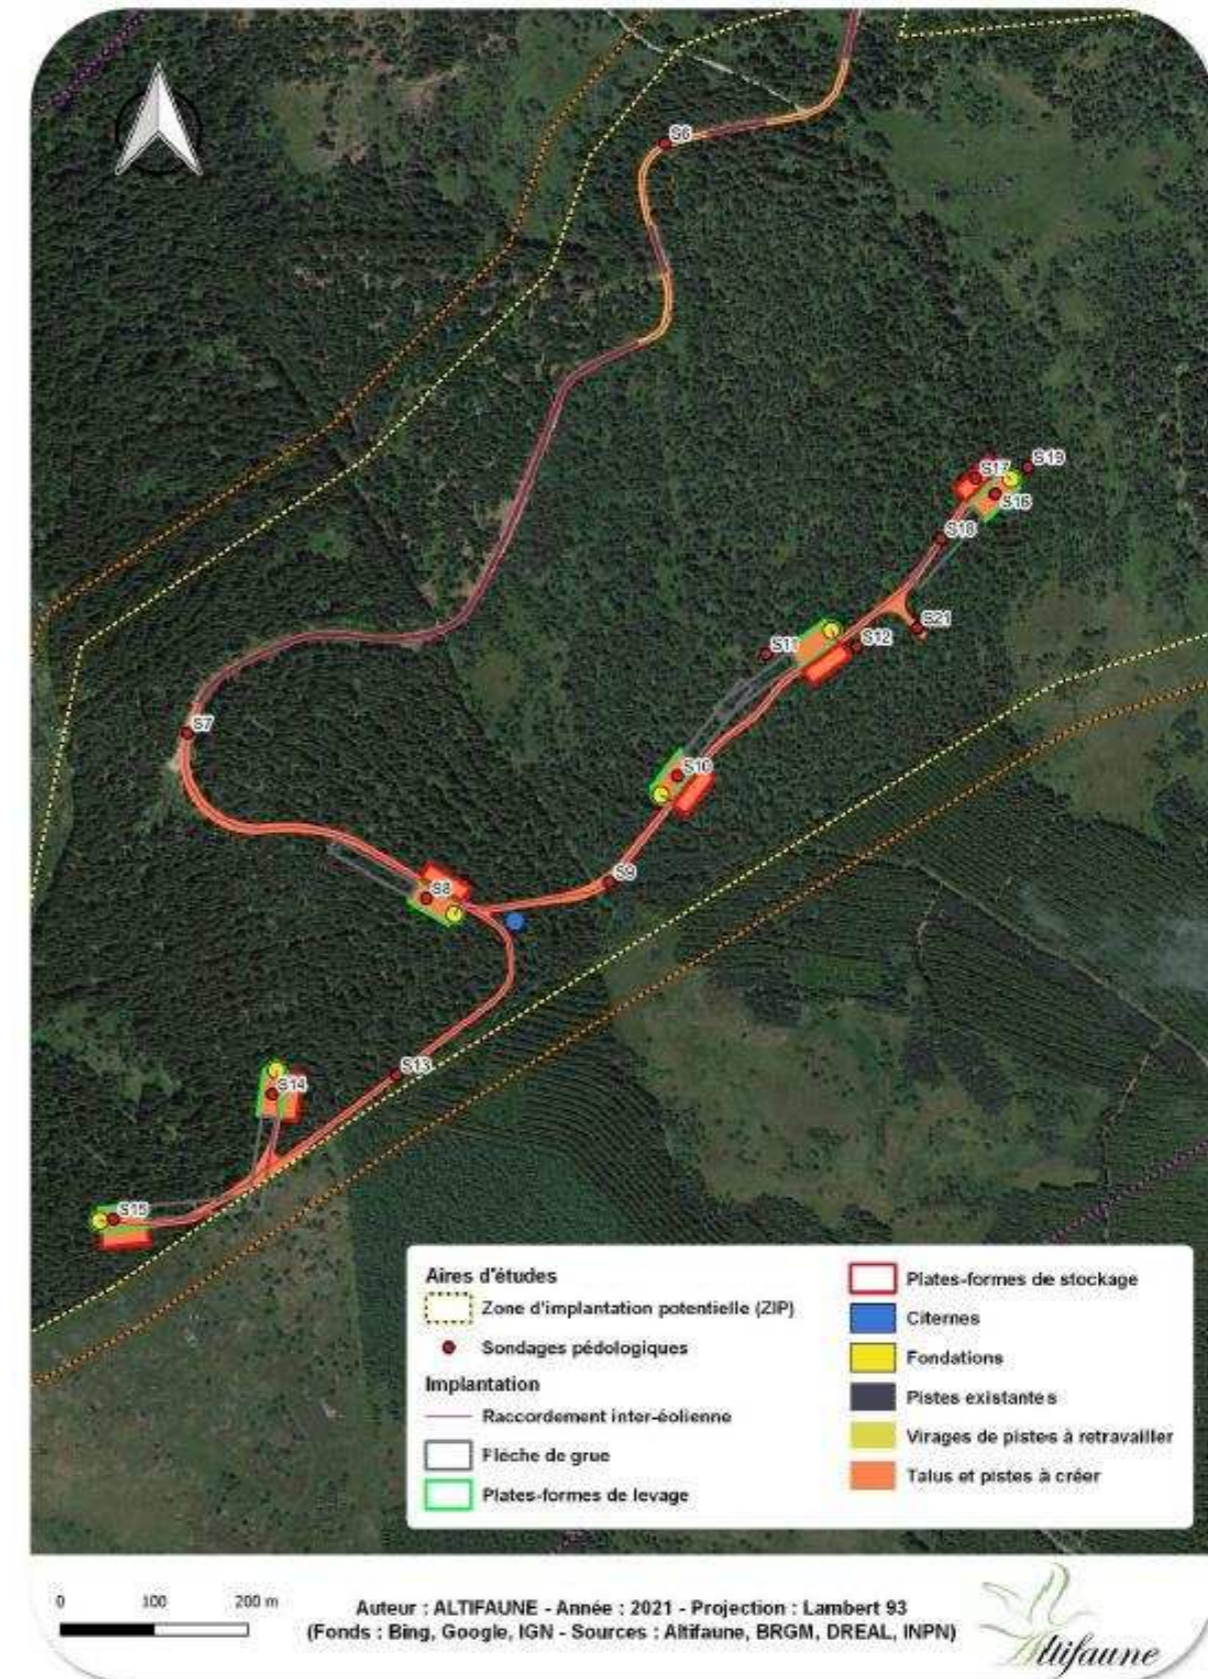 S6
S19
S17
S16
S18
S21
S11
S12
S7
S10
S8
S9
S13
S14
S15
Aires d'études
Zone d'implantation potentielle (ZIP)
Sondages pédologiques
Implantation
Raccordement inter-éolienne
Flèche de grue
Plates-formes de levage
Plates-formes de stockage
Citernes
Fondations
Pistes existantes
Virages de pistes à retravailler
Talus et pistes à créer
0 100 200 m
Auteur : ALTIFAUNE - Année : 2021 - Projection : Lambert 93
(Fonds : Bing, Google, IGN - Sources : Altifaune, BRGM, DREAL, INPN)
Altifaune